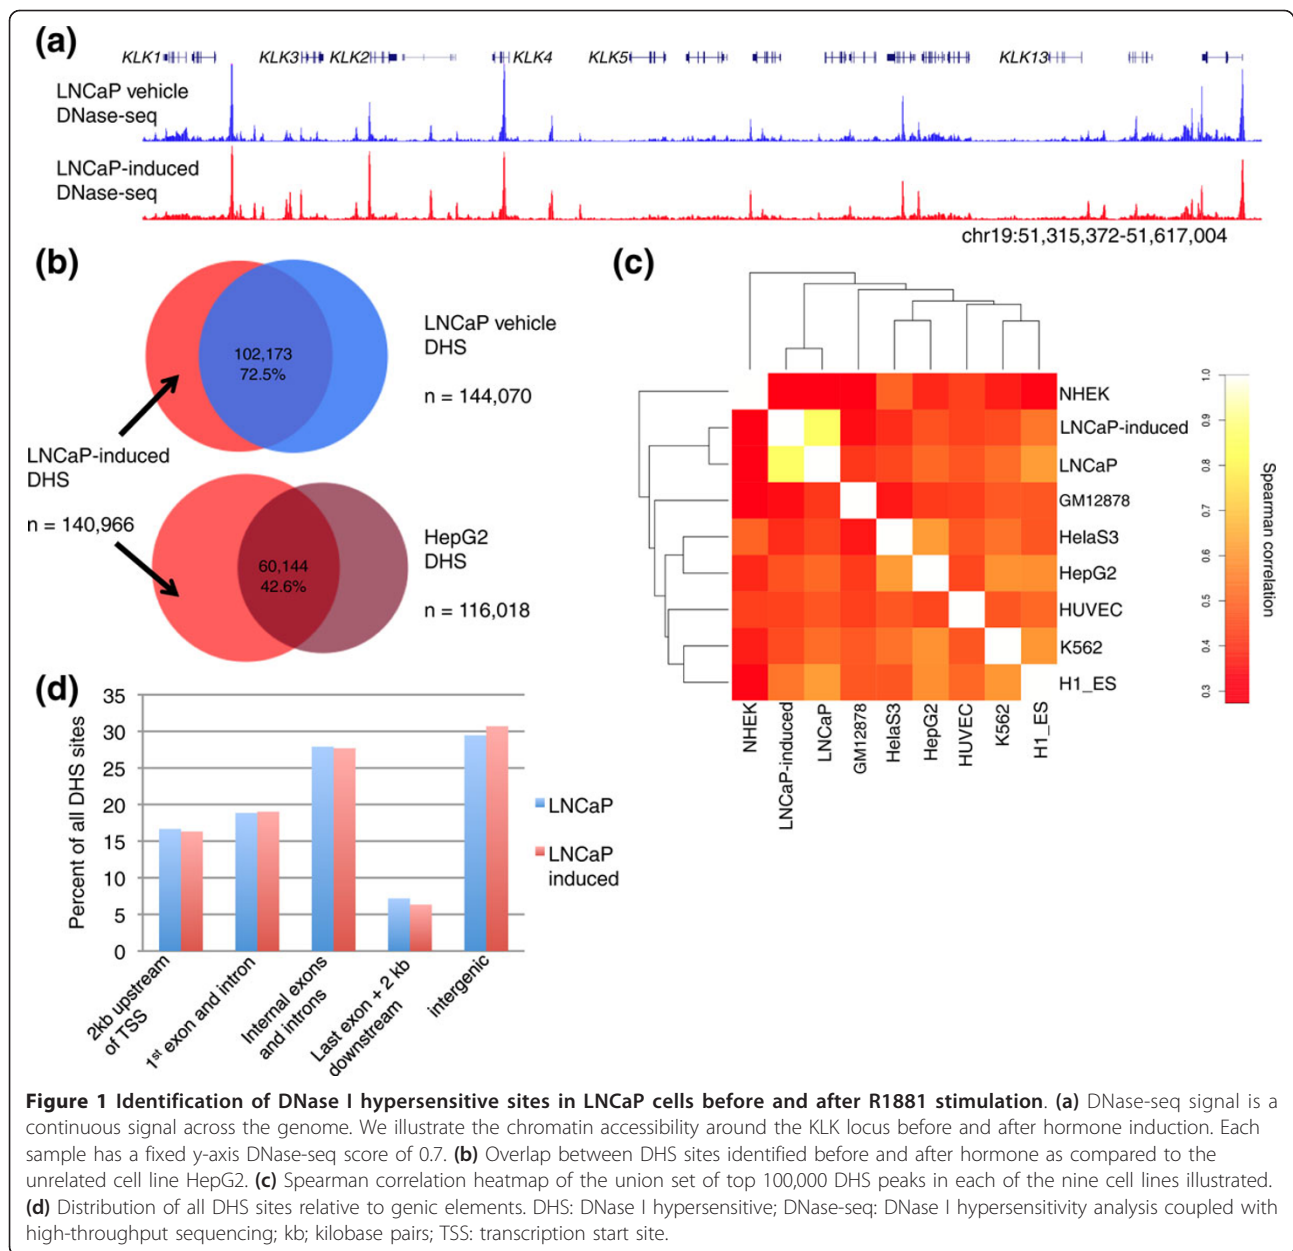 (a)
KLK1 KLK3 KLK2 KLK4 KLK5 KLK13
LNCaP vehicle
DNase-seq
LNCaP-induced
DNase-seq
chr19:51,315,372-51,617,004
(b)
102,173
72.5%
LNCaP vehicle
DHS
n = 144,070
LNCaP-induced
DHS
n = 140,966
60,144
42.6%
HepG2
DHS
n = 116,018
(c)
NHEK
LNCaP-induced
LNCaP
GM12878
HelaS3
HepG2
HUVEC
K562
H1_ES
NHEK
LNCaP-induced
LNCaP
GM12878
HelaS3
HepG2
HUVEC
K562
H1_ES
1.0
0.9
0.8
0.7
0.6
0.5
0.4
0.3
Spearman correlation
(d)
Percent of all DHS sites
35
30
25
20
15
10
5
0
2kb upstream
of TSS
1st exon and intron
Internal exons
and introns
Last exon + 2 kb
downstream
intergenic
LNCaP
LNCaP
induced
Figure 1 Identification of DNase I hypersensitive sites in LNCaP cells before and after R1881 stimulation. (a) DNase-seq signal is a
continuous signal across the genome. We illustrate the chromatin accessibility around the KLK locus before and after hormone induction. Each
sample has a fixed y-axis DNase-seq score of 0.7. (b) Overlap between DHS sites identified before and after hormone as compared to the
unrelated cell line HepG2. (c) Spearman correlation heatmap of the union set of top 100,000 DHS peaks in each of the nine cell lines illustrated.
(d) Distribution of all DHS sites relative to genic elements. DHS: DNase I hypersensitive; DNase-seq: DNase I hypersensitivity analysis coupled with
high-throughput sequencing; kb; kilobase pairs; TSS: transcription start site.